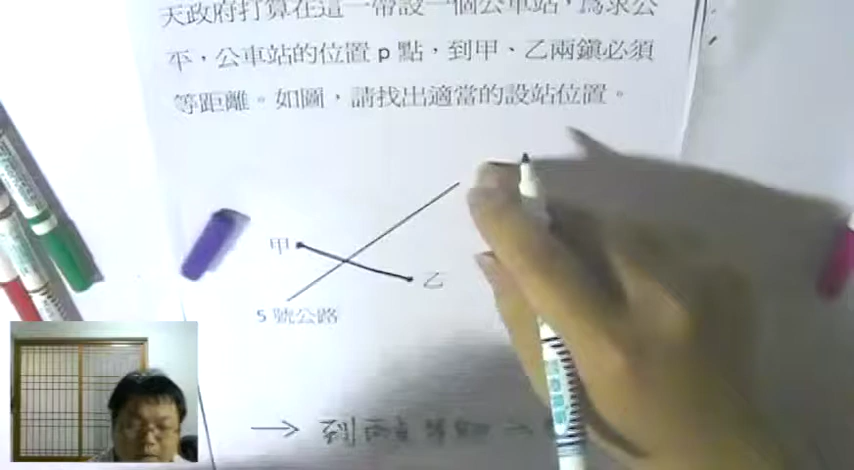 天政府打算在這一帶設一個公車站，為求公
平，公車站的位置 p 點，到甲、乙兩鎮必須
等距離。如圖，請找出適當的設站位置。
甲
乙
5 號公路
→